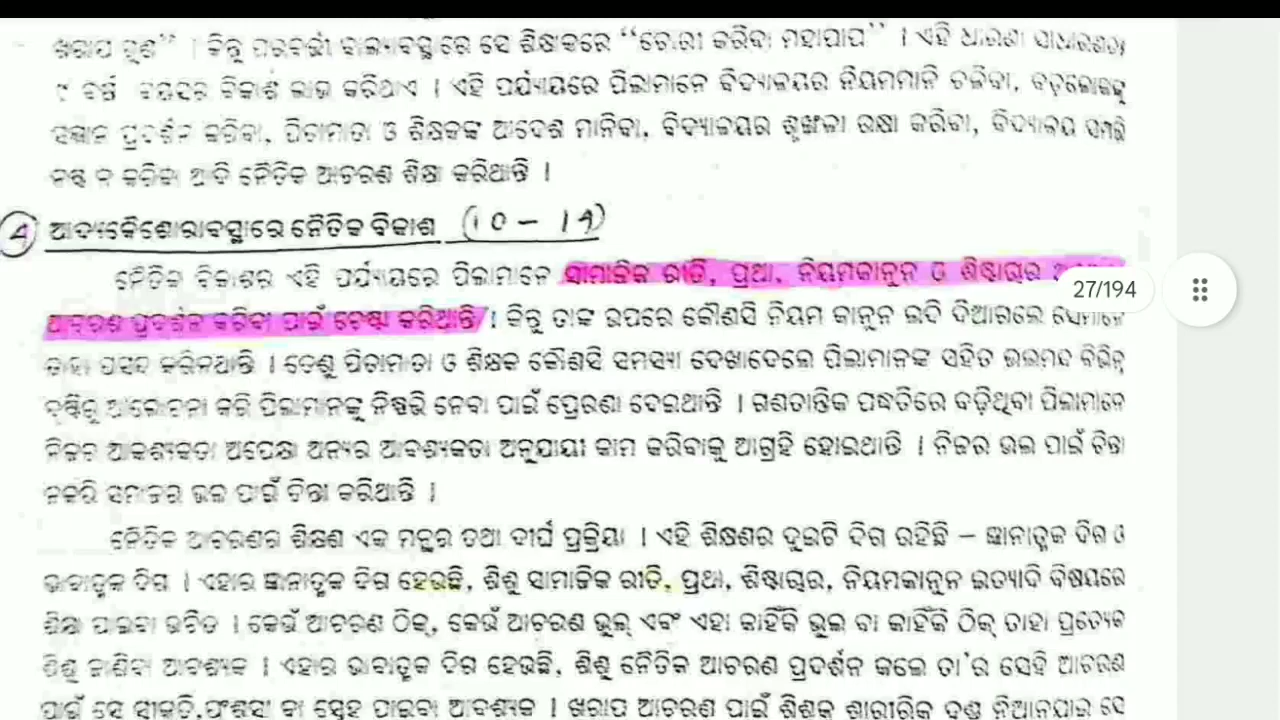 ଖରାପ ଗୁଣ” । କିନ୍ତୁ ପରବର୍ତ୍ତୀ ବାଲ୍ୟାବସ୍ଥାରେ ସେ ଶିକ୍ଷାକରେ “ଚୋରୀ କରିବା ମହାପାପ” । ଏହି ଧାରଣା ସାଧାରଣତଃ
୯ ବର୍ଷ ବୟସରେ ବିକାଶ ଲାଭ କରିଥାଏ । ଏହି ପର୍ଯ୍ୟାୟରେ ପିଲାମାନେ ବିଦ୍ୟାଳୟର ନିୟମମାନି ଚଳିବା, ବଡ଼ଲୋକଙ୍କୁ
ସମ୍ମାନ ପ୍ରଦର୍ଶନ କରିବା, ପିତାମାତା ଓ ଶିକ୍ଷକଙ୍କ ଆଦେଶ ମାନିବା, ବିଦ୍ୟାଳୟର ଶୃଙ୍ଖଳା ରକ୍ଷା କରିବା, ବିଦ୍ୟାଳୟ ସମ୍ପତ୍ତି
ନଷ୍ଟ ନ କରିବା ଆଦି ନୈତିକ ଆଚରଣ ଶିକ୍ଷା କରିଥାନ୍ତି ।
ଆଦ୍ୟକୈଶୋରାବସ୍ଥାରେ ନୈତିକ ବିକାଶ
ନୈତିକ ବିକାଶର ଏହି ପର୍ଯ୍ୟାୟରେ ପିଲାମାନେ ସାମାଜିକ ରୀତି, ପ୍ରଥା, ନିୟମକାନୁନ ଓ ଶିଷ୍ଟାଚାର
27/194
ଆଚରଣ ପ୍ରଦର୍ଶନ କରିବା ପାଇଁ ଚେଷ୍ଟା କରିଥାନ୍ତି । କିନ୍ତୁ ତାଙ୍କ ଉପରେ କୌଣସି ନିୟମ କାନୁନ ଲଦି ଦିଆଗଲେ ସେମାନେ
ତାହା ପସନ୍ଦ କରିନଥାନ୍ତି । ତେଣୁ ପିତାମାତା ଓ ଶିକ୍ଷକ କୌଣସି ସମସ୍ୟା ଦେଖାଦେଲେ ପିଲାମାନଙ୍କ ସହିତ ଭଲମନ୍ଦ ବିଭିନ୍ନ
ଦୃଷ୍ଟିରୁ ଆଲୋଚନା କରି ପିଲାମାନଙ୍କୁ ନିଷ୍ପତ୍ତି ନେବା ପାଇଁ ପ୍ରେରଣା ଦେଇଥାନ୍ତି । ଗଣତାନ୍ତିକ ପଦ୍ଧତିରେ ବଢ଼ିଥିବା ପିଲାମାନେ
ନିଜର ଆବଶ୍ୟକତା ଅପେକ୍ଷା ଅନ୍ୟର ଆବଶ୍ୟକତା ଅନୁଯାୟୀ କାମ କରିବାକୁ ଆଗ୍ରହି ହୋଇଥାନ୍ତି । ନିଜର ଭଲ ପାଇଁ ଚିନ୍ତା
ନକରି ସମାଜର ଭଲ ପାଇଁ ଚିନ୍ତା କରିଥାନ୍ତି ।
ନୈତିକ ଆଚରଣର ଶିକ୍ଷଣ ଏକ ମନ୍ଥର ତଥା ଦୀର୍ଘ ପ୍ରକ୍ରିୟା । ଏହି ଶିକ୍ଷଣର ଦୁଇଟି ଦିଗ ରହିଛି – ଜ୍ଞାନାତ୍ମକ ଦିଗ ଓ
ଭାବାତ୍ମକ ଦିଗ । ଏହାର ଜ୍ଞାନାତ୍ମକ ଦିଗ ହେଉଛି, ଶିଶୁ ସାମାଜିକ ରୀତି, ପ୍ରଥା, ଶିଷ୍ଟାଚାର, ନିୟମକାନୁନ ଇତ୍ୟାଦି ବିଷୟରେ
ଶିକ୍ଷା ପାଇବା ଉଚିତ । କେଉଁ ଆଚରଣ ଠିକ୍, କେଉଁ ଆଚରଣ ଭୁଲ୍ ଏବଂ ଏହା କାହିଁକି ଭୁଲ ବା କାହିଁକି ଠିକ୍ ତାହା ପ୍ରତ୍ୟେକ
ଶିଶୁ ଜାଣିବା ଆବଶ୍ୟକ । ଏହାର ଭାବାତ୍ମକ ଦିଗ ହେଉଛି, ଶିଶୁ ନୈତିକ ଆଚରଣ ପ୍ରଦର୍ଶନ କଲେ ତା’ର ସେହି ଆଚରଣ
ପାଇଁ ସେ ସ୍ୱୀକୃତି, ପ୍ରଶଂସା ବା ସ୍ନେହ ପାଇବା ଆବଶ୍ୟକ । ଖରାପ ଆଚରଣ ପାଇଁ ଶିଶୁକୁ ଶାରୀରିକ ଦଣ୍ଡ ଦିଆନଯାଇ ସେ